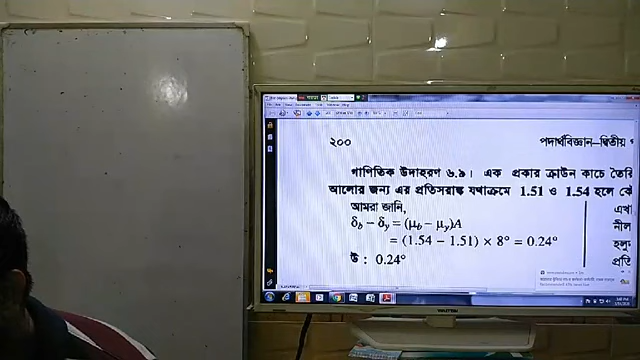 ২০০
পদার্থবিজ্ঞান–দ্বিতীয়
গাণিতিক উদাহরণ ৬.৯। এক প্রকার ক্রাউন কাচে তৈরি
আলোর জন্য এর প্রতিসরাঙ্ক যথাক্রমে 1.51 ও 1.54 হলে
আমরা জানি,
δb – δy = (μb – μy)A
= (1.54 – 1.51) × 8° = 0.24°
উ : 0.24°
এখা
নীল
হলু
প্রতি